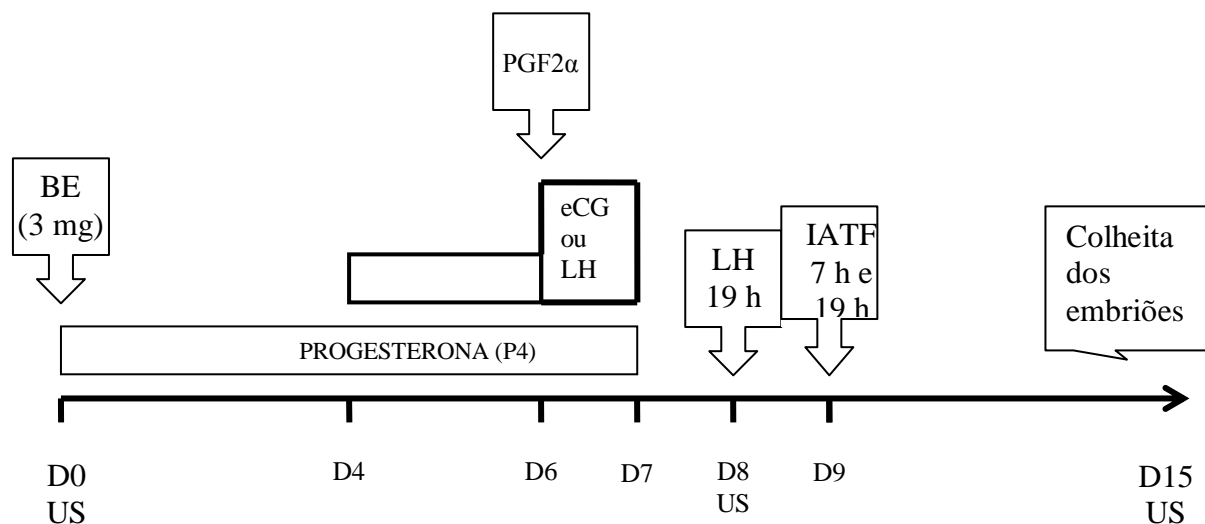 PGF2α
BE
(3 mg)
eCG
ou
LH
LH
19 h
IATF
7 h e
19 h
Colheita
dos
embriões
PROGESTERONA (P4)
D0
US
D4
D6
D7
D8
US
D9
D15
US